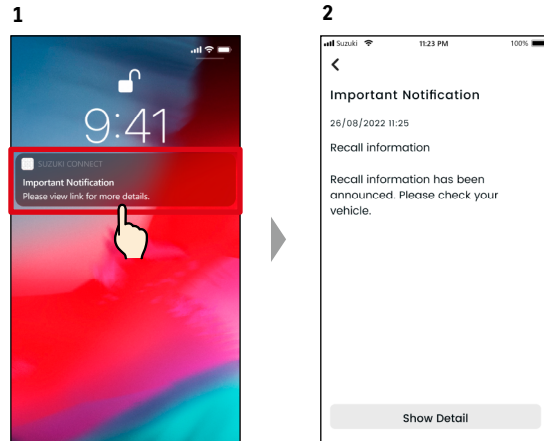 1
9:41
SUZUKI CONNECT
Important Notification
Please view link for more details.
2
Suzuki 11:23 PM 100%
Important Notification
26/08/2022 11:25
Recall information
Recall information has been
announced. Please check your
vehicle.
Show Detail